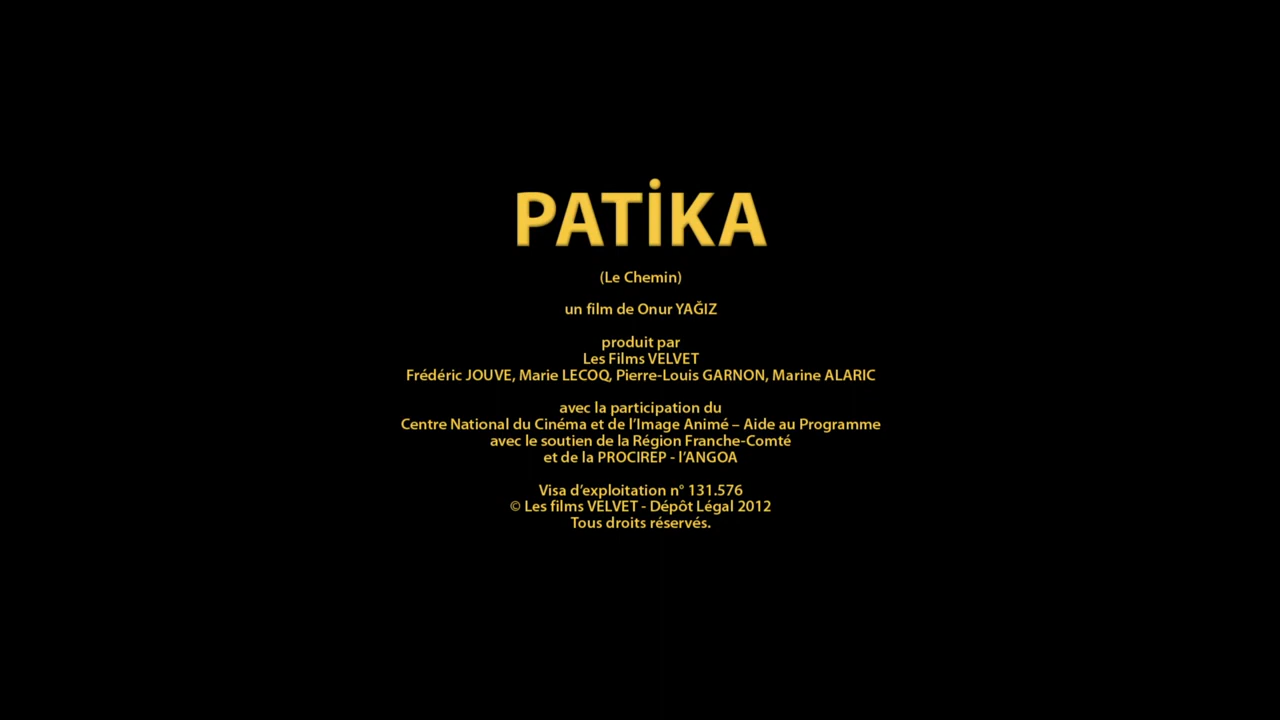 PATİKA
(Le Chemin)
un film de Onur YAĞIZ
produit par
Les Films VELVET
Frédéric JOUVE, Marie LECOQ, Pierre-Louis GARNON, Marine ALARIC
avec la participation du
Centre National du Cinéma et de l’Image Animé – Aide au Programme
avec le soutien de la Région Franche-Comté
et de la PROCIREP - l’ANGOA
Visa d’exploitation n° 131.576
© Les films VELVET - Dépôt Légal 2012
Tous droits réservés.